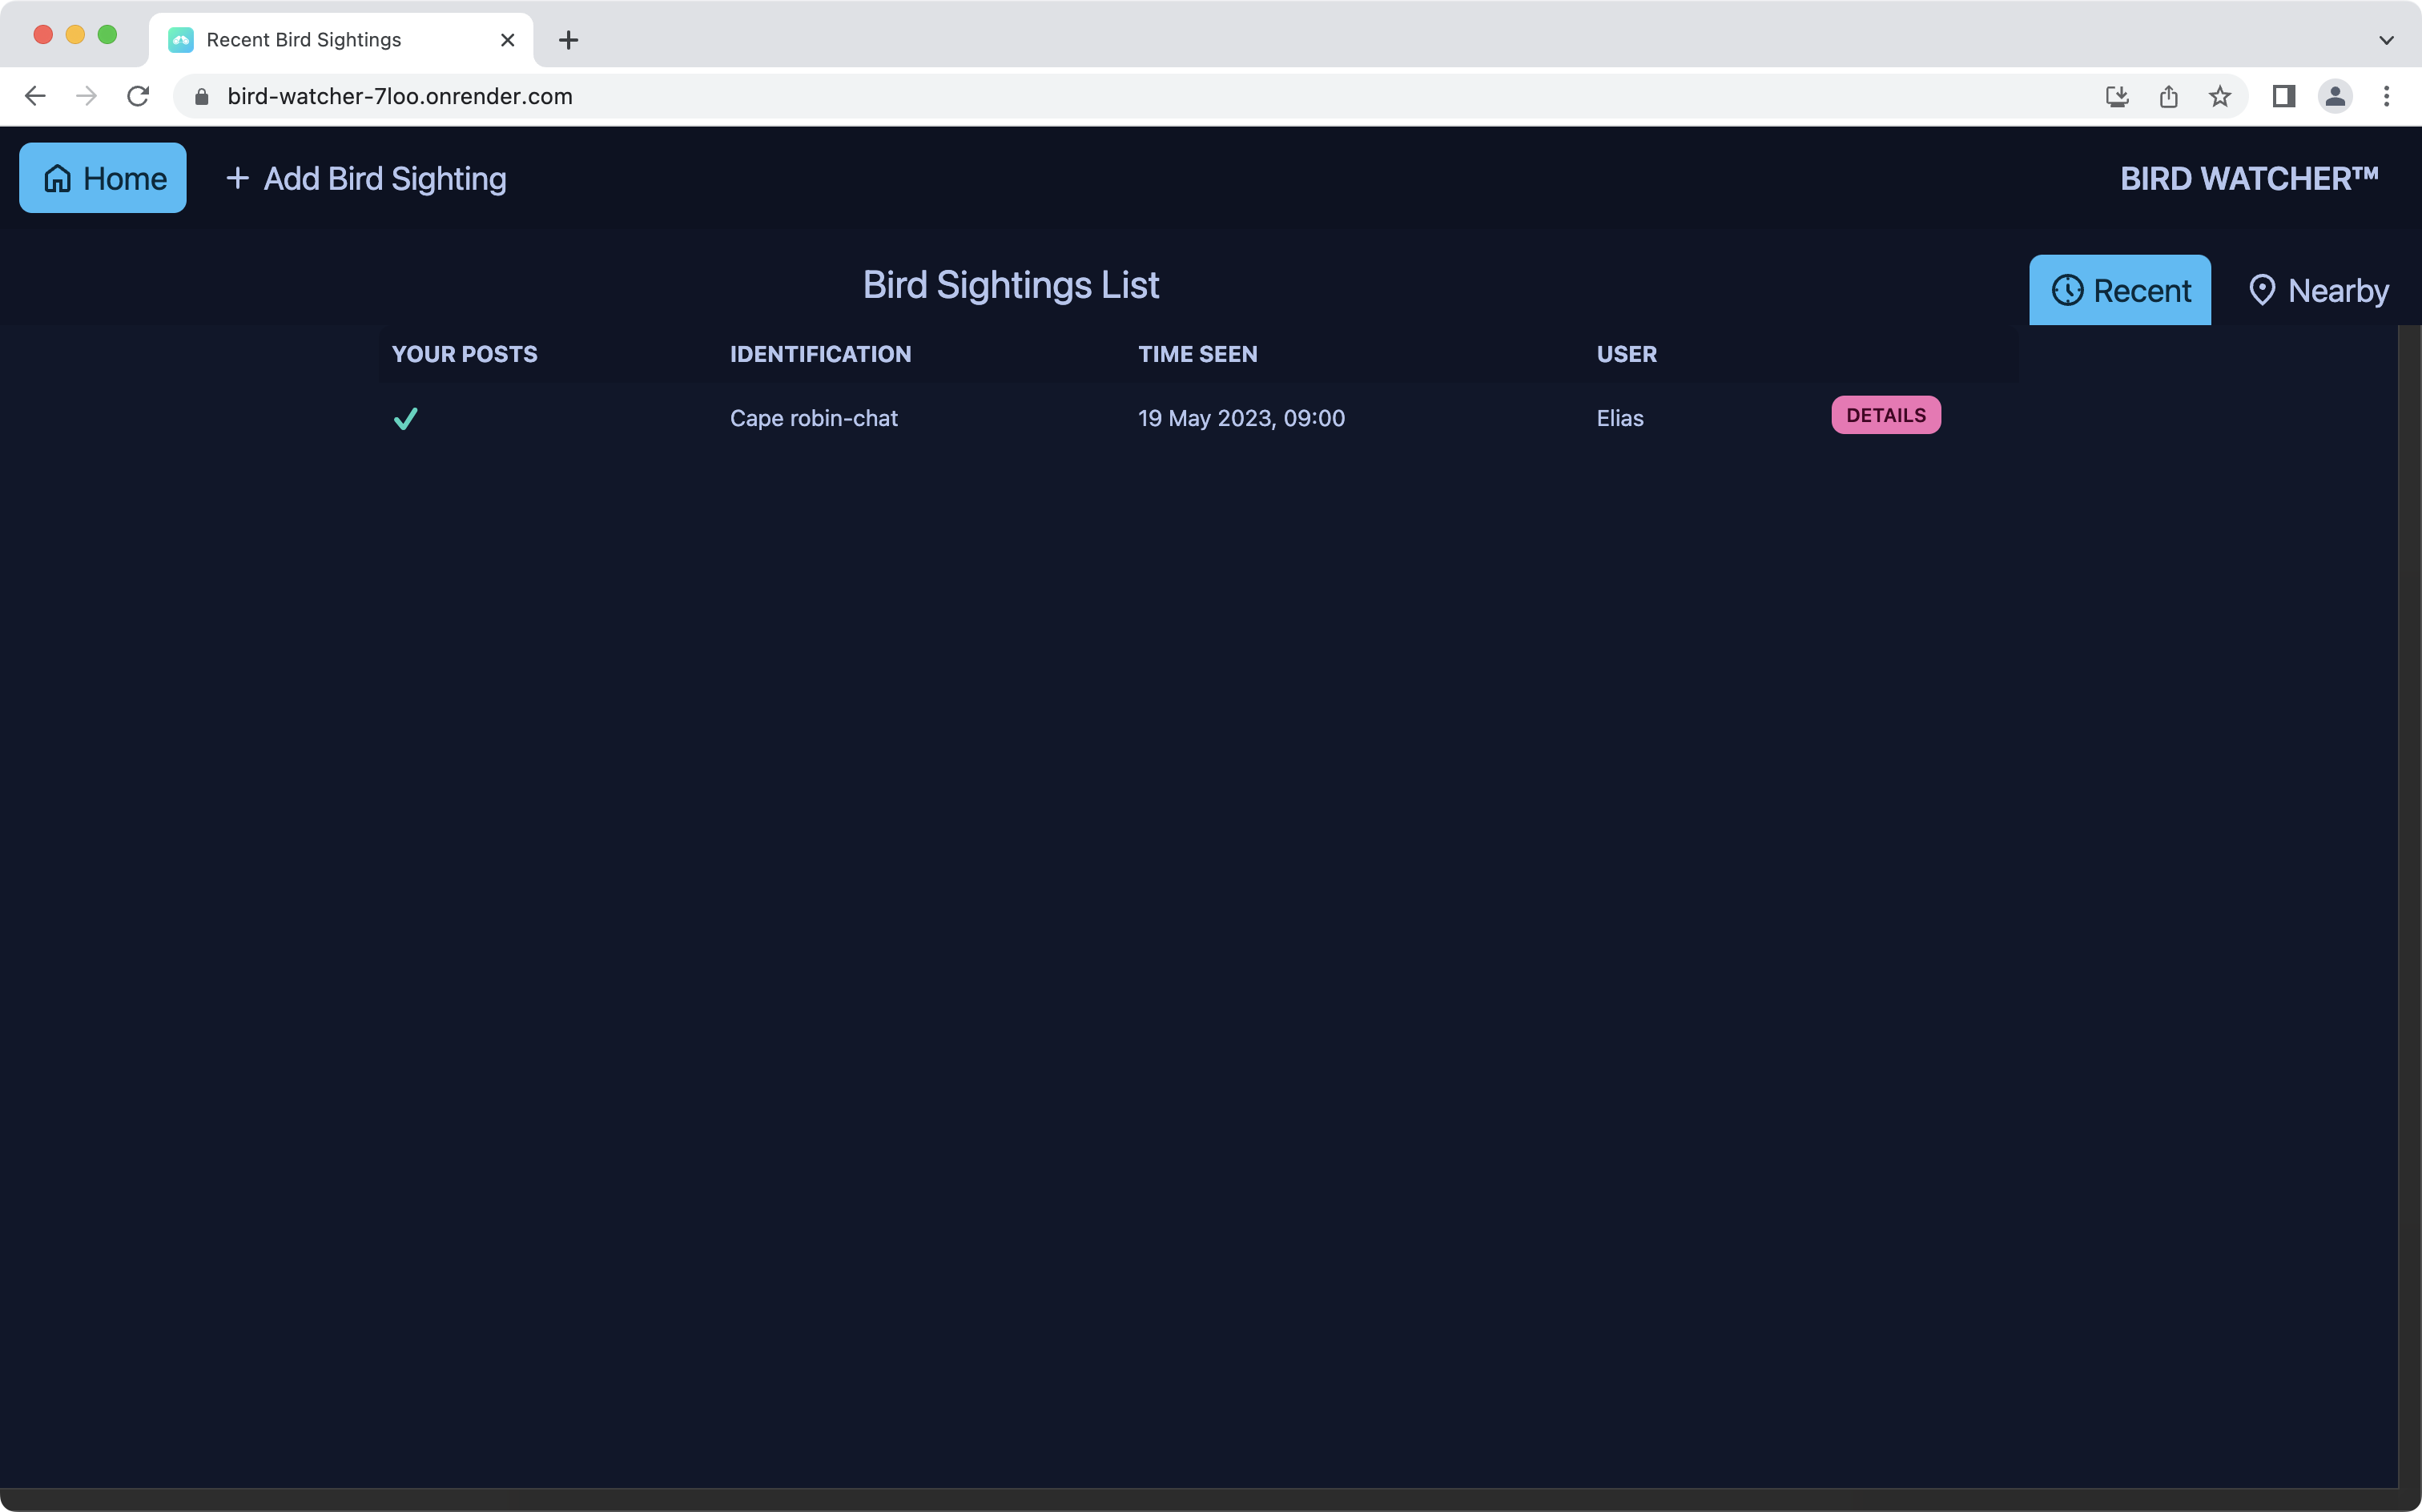 Recent Bird Sightings
bird-watcher-7loo.onrender.com
Home
Add Bird Sighting
BIRD WATCHER™
Bird Sightings List
Recent
Nearby
YOUR POSTS IDENTIFICATION TIME SEEN USER
Cape robin-chat 19 May 2023, 09:00 Elias DETAILS